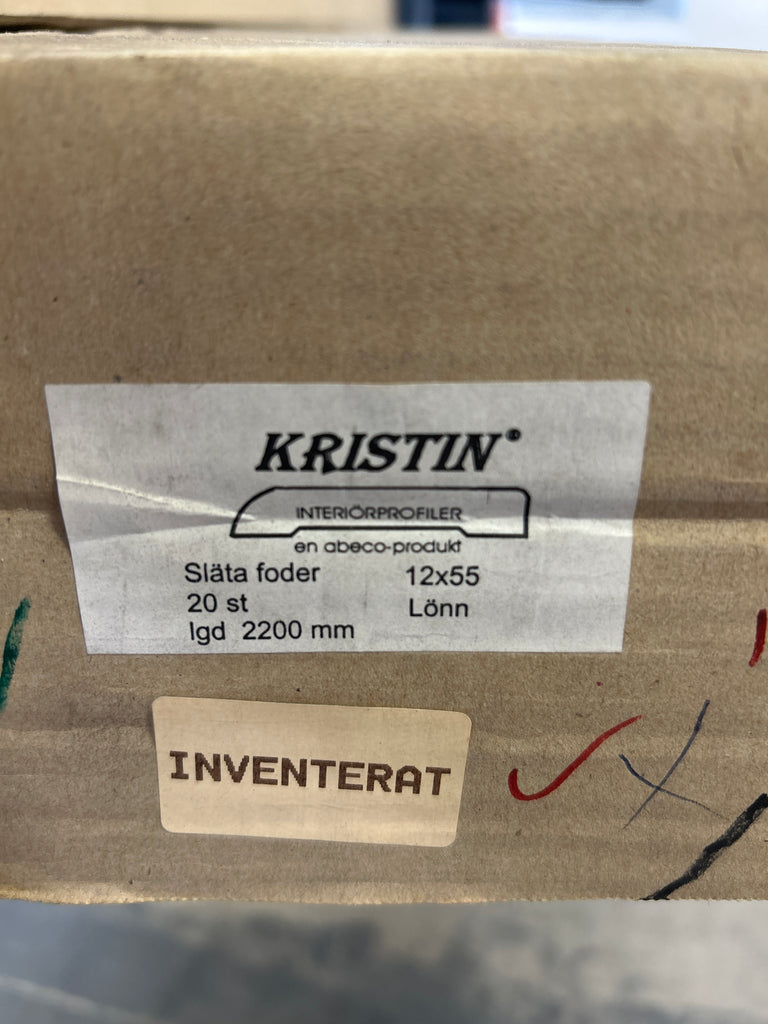 KRISTIN®
INTERIÖRPROFILER
en abeco-produkt
Släta foder 12x55
20 st Lönn
lgd 2200 mm
INVENTERAT